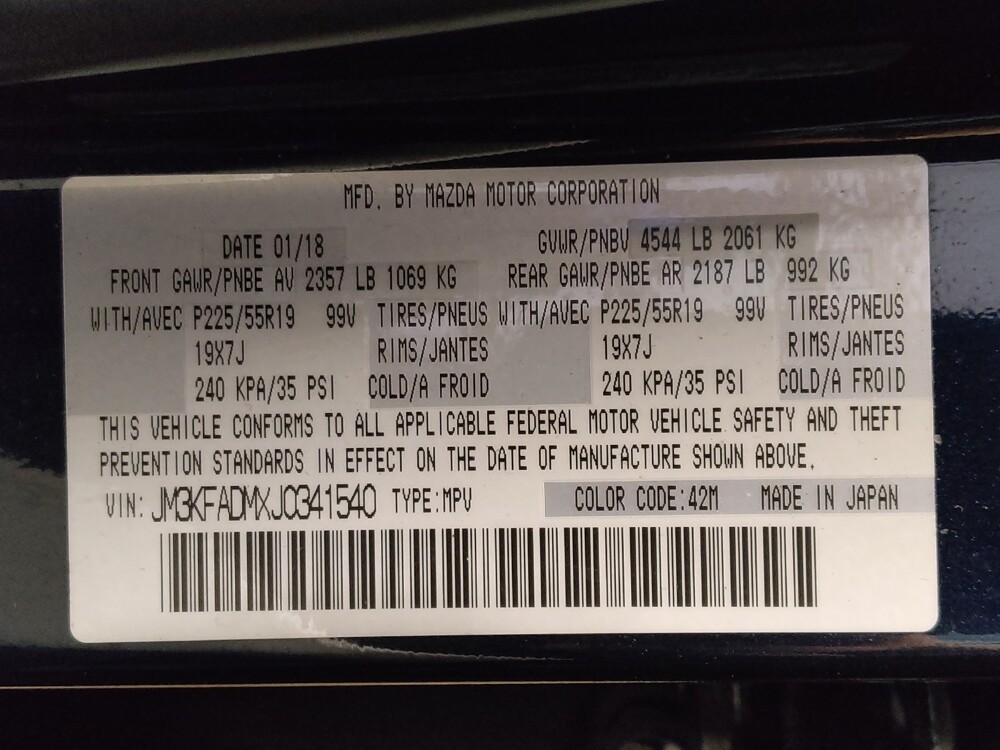 MFD. BY MAZDA MOTOR CORPORATION
DATE 01/18 GVWR/PNBV 4544 LB 2061 KG
FRONT GAWR/PNBE AV 2357 LB 1069 KG REAR GAWR/PNBE AR 2187 LB 992 KG
WITH/AVEC P225/55R19 99V TIRES/PNEUS WITH/AVEC P225/55R19 99V TIRES/PNEUS
19X7J RIMS/JANTES 19X7J RIMS/JANTES
240 KPA/35 PSI COLD/A FROID 240 KPA/35 PSI COLD/A FROID
THIS VEHICLE CONFORMS TO ALL APPLICABLE FEDERAL MOTOR VEHICLE SAFETY AND THEFT
PREVENTION STANDARDS IN EFFECT ON THE DATE OF MANUFACTURE SHOWN ABOVE.
VIN: JM3KFADMXJ0341540 TYPE:MPV COLOR CODE:42M MADE IN JAPAN